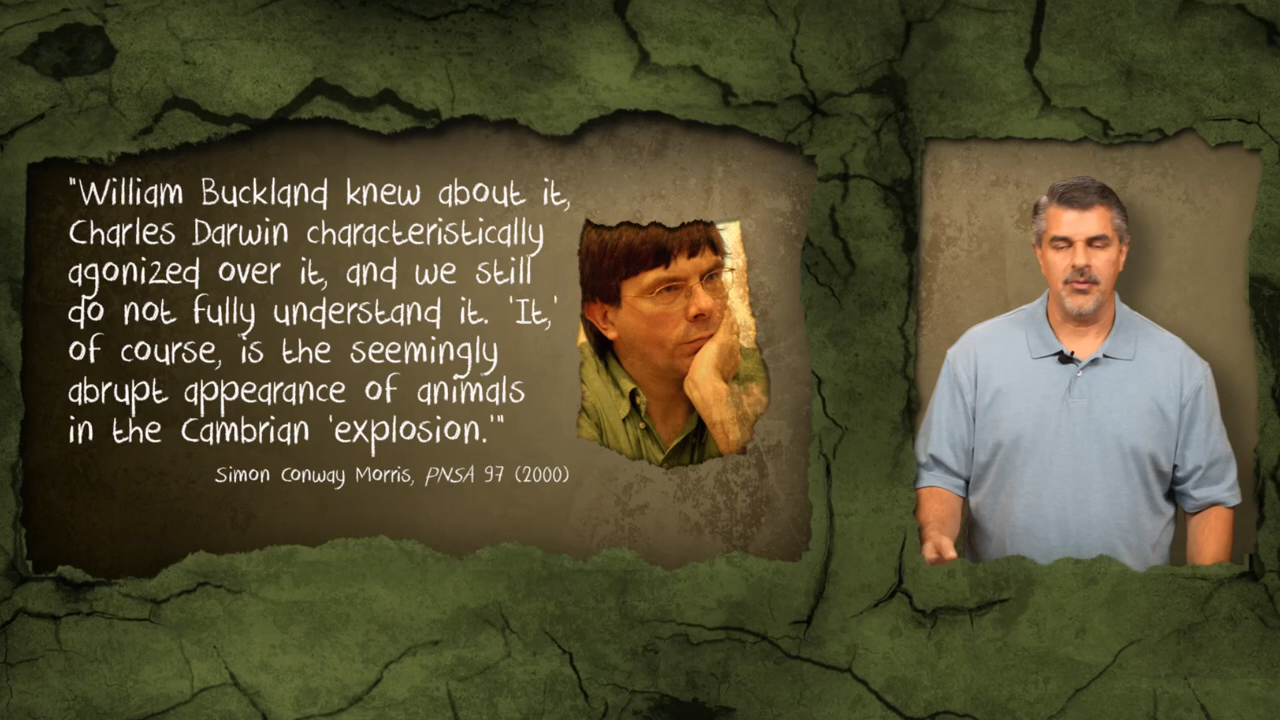 "William Buckland knew about it,
Charles Darwin characteristically
agonized over it, and we still
do not fully understand it. 'It,'
of course, is the seemingly
abrupt appearance of animals
in the Cambrian 'explosion.'"
Simon Conway Morris, PNSA 97 (2000)